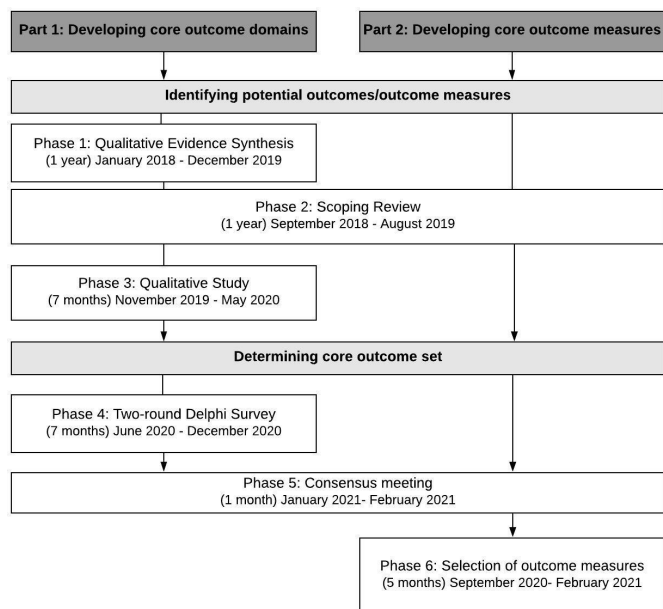 Part 1: Developing core outcome domains
Part 2: Developing core outcome measures
Identifying potential outcomes/outcome measures
Phase 1: Qualitative Evidence Synthesis
(1 year) January 2018 - December 2019
Phase 2: Scoping Review
(1 year) September 2018 - August 2019
Phase 3: Qualitative Study
(7 months) November 2019 - May 2020
Determining core outcome set
Phase 4: Two-round Delphi Survey
(7 months) June 2020 - December 2020
Phase 5: Consensus meeting
(1 month) January 2021- February 2021
Phase 6: Selection of outcome measures
(5 months) September 2020- February 2021